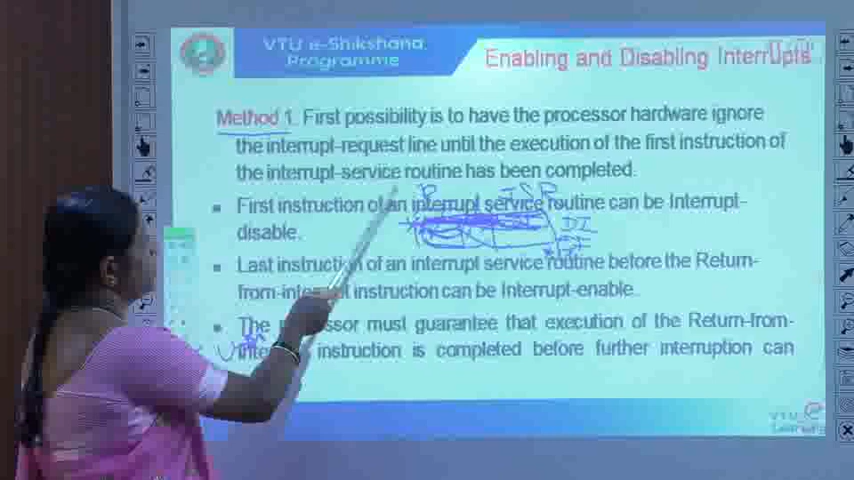 VTU e-Shikshana
Programme
Enabling and Disabling Interrupts
Method 1. First possibility is to have the processor hardware ignore
the interrupt-request line until the execution of the first instruction of
the interrupt-service routine has been completed.
P ISR
First instruction of an interrupt service routine can be Interrupt-
disable.
DI
Last instruction of an interrupt service routine before the Return-
from- instruction can be Interrupt-enable.
The must guarantee that execution of the Return-from-
instruction is completed before further interruption can
VTU